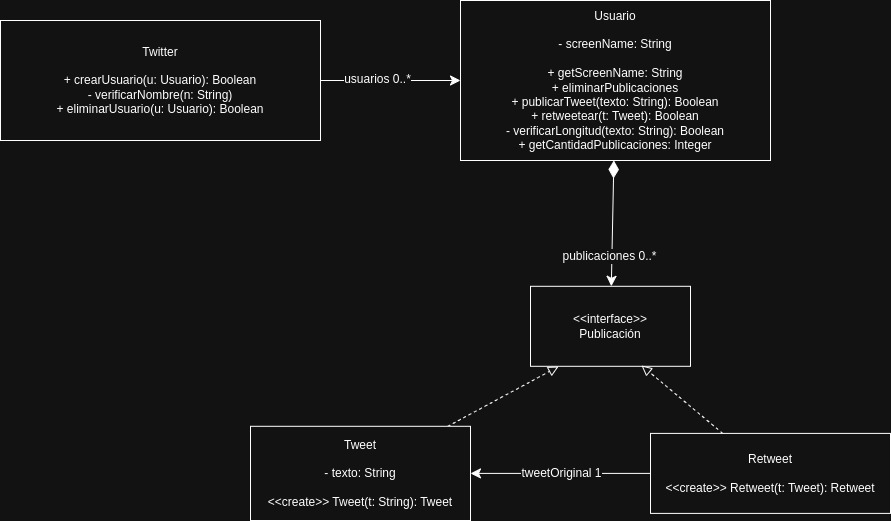 Twitter
+ crearUsuario(u: Usuario): Boolean
- verificarNombre(n: String)
+ eliminarUsuario(u: Usuario): Boolean
usuarios 0..*
Usuario
- screenName: String
+ getScreenName: String
+ eliminarPublicaciones
+ publicarTweet(texto: String): Boolean
+ retweetear(t: Tweet): Boolean
- verificarLongitud(texto: String): Boolean
+ getCantidadPublicaciones: Integer
publicaciones 0..*
<<interface>>
Publicación
Tweet
- texto: String
<<create>> Tweet(t: String): Tweet
tweetOriginal 1
Retweet
<<create>> Retweet(t: Tweet): Retweet